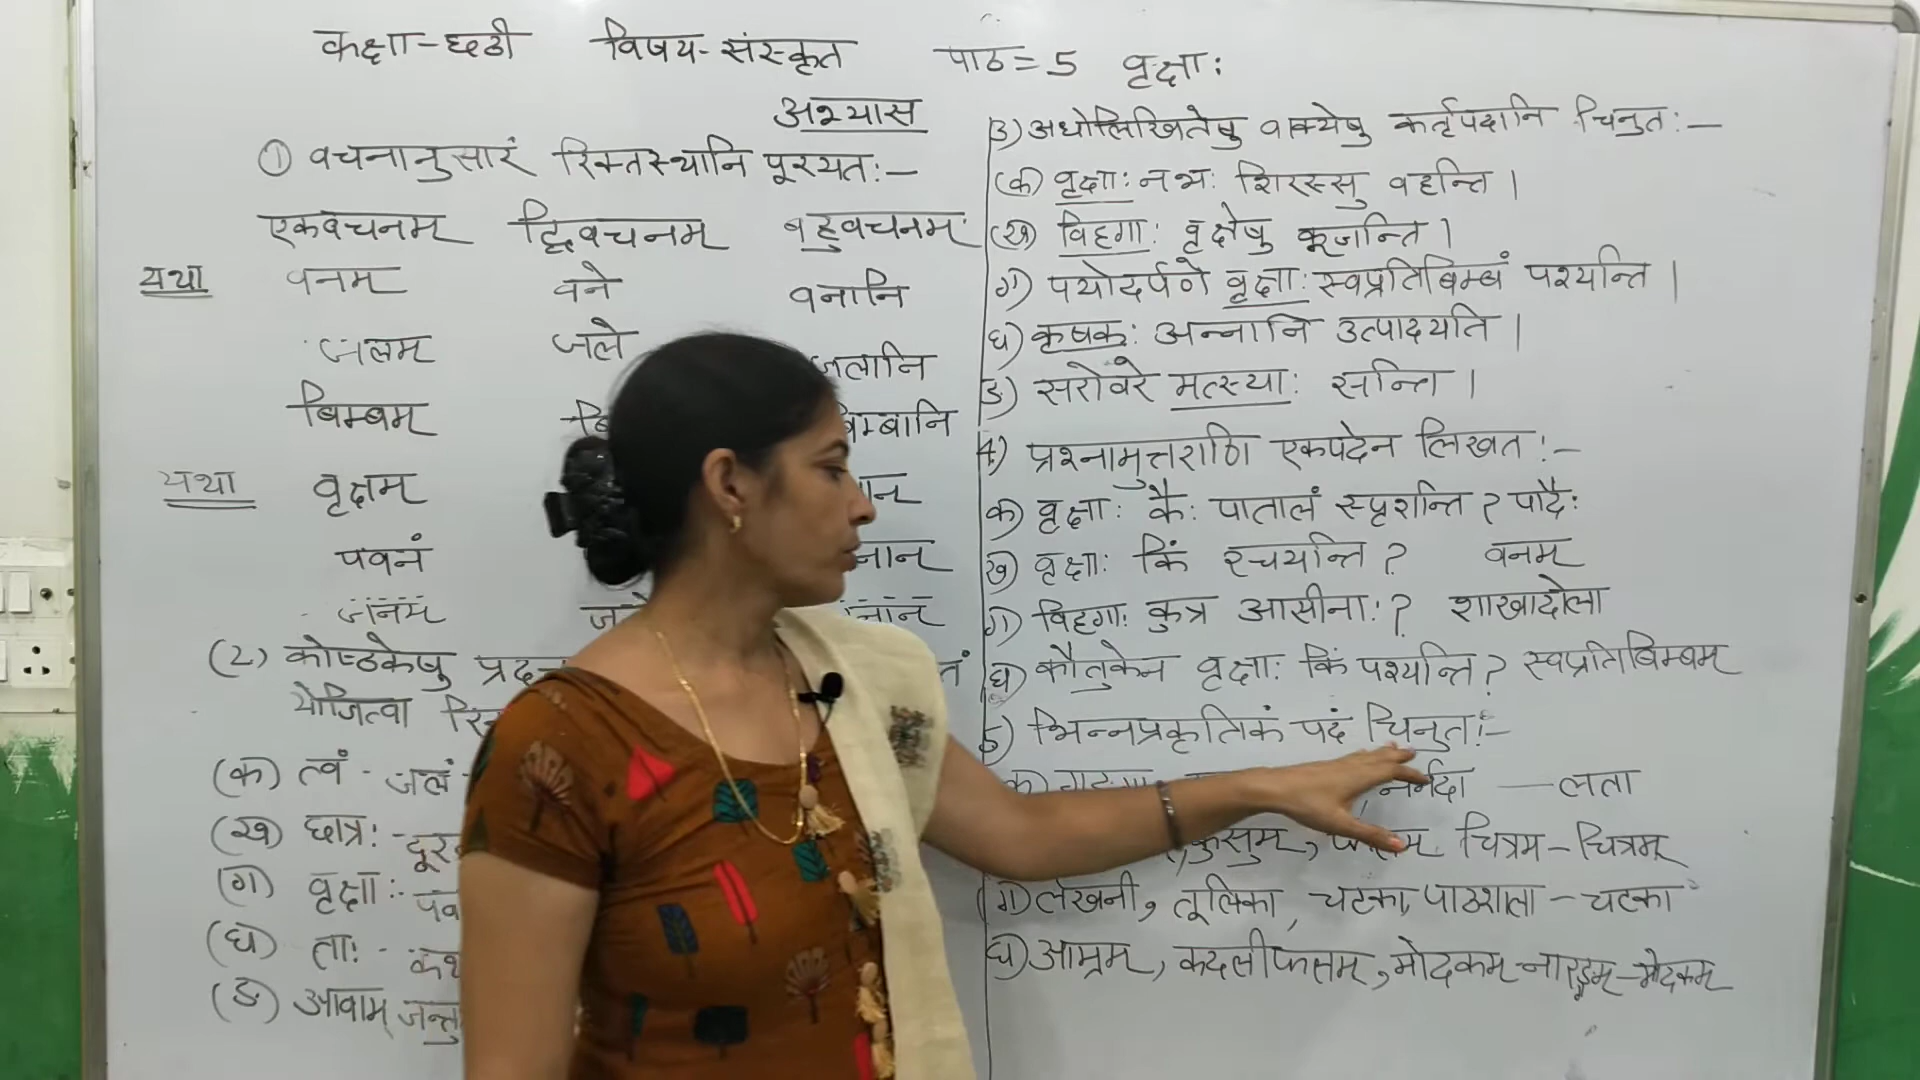 कक्षा-छठी विषय-संस्कृत पाठ=5 वृक्षाः
अभ्यास
① वचनानुसारं रिक्तस्थानि पूरयतः-
एकवचनम् द्विवचनम् बहुवचनम्
यथा वनम् वने वनानि
जलम् जले जलानि
बिम्बम् बिम्बानि
यथा वृक्षम्
पवनं
जनम्
(2) कोष्ठकेषु
योजित्वा
(क) त्वं - जलं
(ख) छात्रः -
(ग) वृक्षाः -
(घ) ताः -
(ङ) आवाम्
3) अधोलिखितेषु वाक्येषु कर्तृपदानि चिनुतः-
(क) वृक्षाः नभः शिरस्सु वहन्ति।
(ख) विहगाः वृक्षेषु कूजन्ति।
ग) पयोदर्पणे वृक्षाः स्वप्रतिबिम्बं पश्यन्ति।
घ) कृषकः अन्नानि उत्पादयति।
ङ) सरोवरे मत्स्याः सन्ति।
4) प्रश्नामुत्तराणि एकपदेन लिखतः-
क) वृक्षाः कैः पातालं स्पृशन्ति? पादैः
ख) वृक्षाः किं रचयन्ति? वनम्
ग) विहगाः कुत्र आसीनाः? शाखादोला
घ) कौतुकेन वृक्षाः किं पश्यन्ति? स्वप्रतिबिम्बम्
5) भिन्नप्रकृतिकं पदं चिनुतः-
नर्मदा — लता
कुसुमम्, चित्रम - चित्रम्
ग) लेखनी, तूलिका, चटका, पाठशाला - चटका
घ) आम्रम्, कदलीफलम्, मोदकम् - नारङ्गम् - मोदकम्